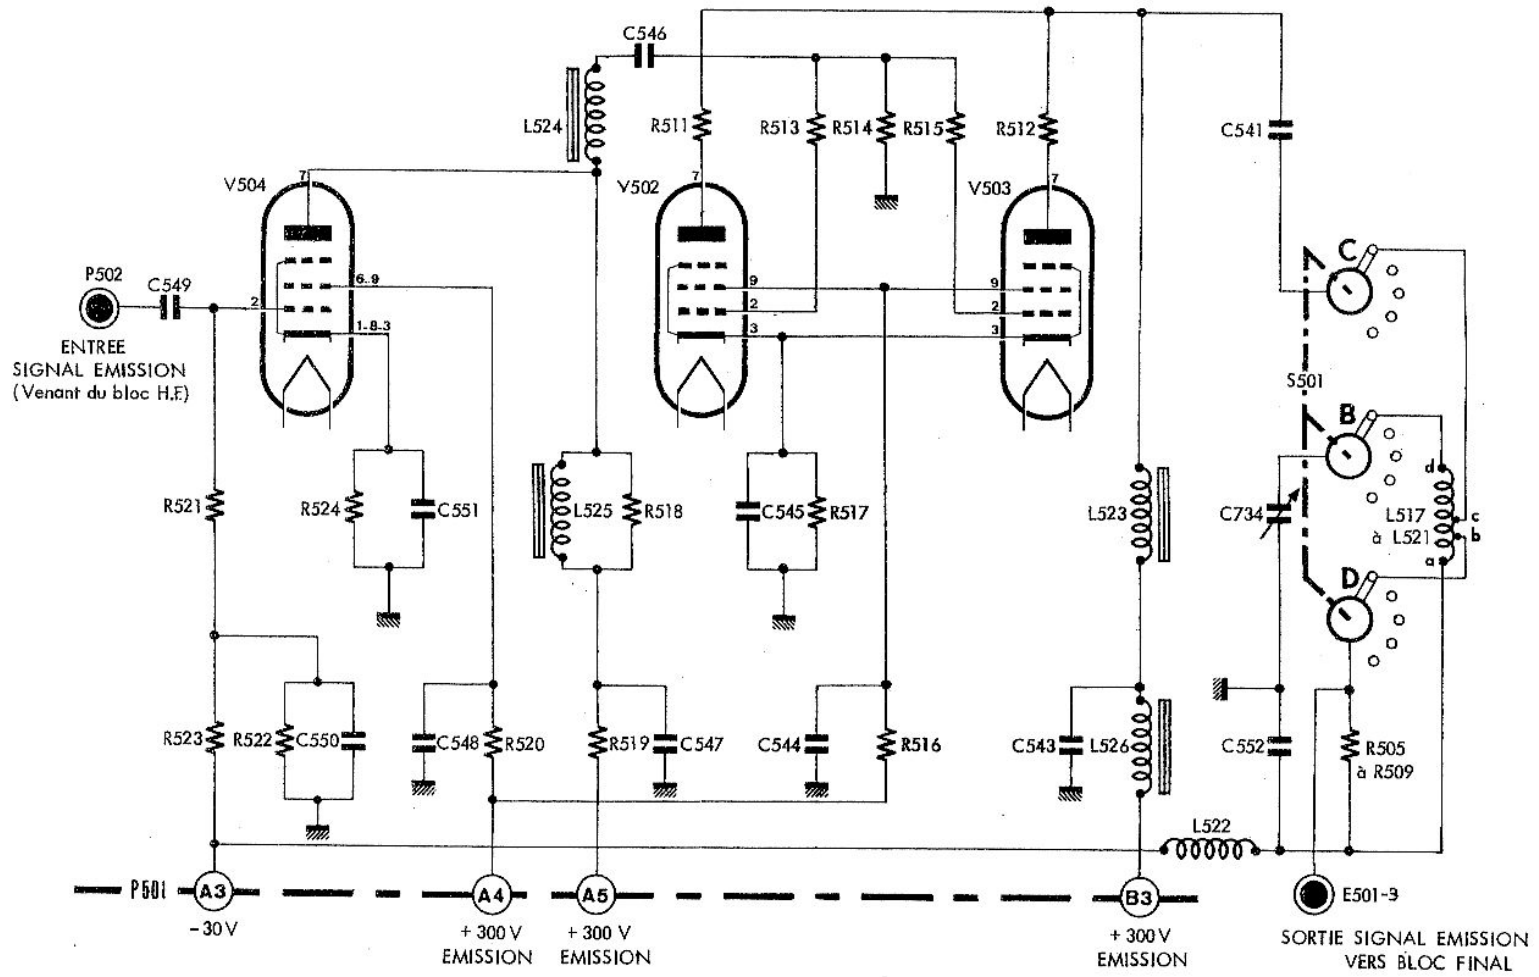 C546
L524
R511
R513
R514
R515
R512
C541
V504
7
V502
7
V503
7
P502
C549
2
6-9
1-8-3
9
2
3
9
2
3
C
ENTREE
SIGNAL EMISSION
(Venant du bloc H.F.)
S501
B
R521
R524
C551
L525
R518
C545
R517
L523
C734
d
L517
à L521
c
b
a
D
R523
R522
C550
C548
R520
R519
C547
C544
R516
C543
L526
C552
R505
à R509
L522
P501
A3
A4
A5
B3
E501-3
-30 V
+300 V
EMISSION
+300 V
EMISSION
+300 V
EMISSION
SORTIE SIGNAL EMISSION
VERS BLOC FINAL